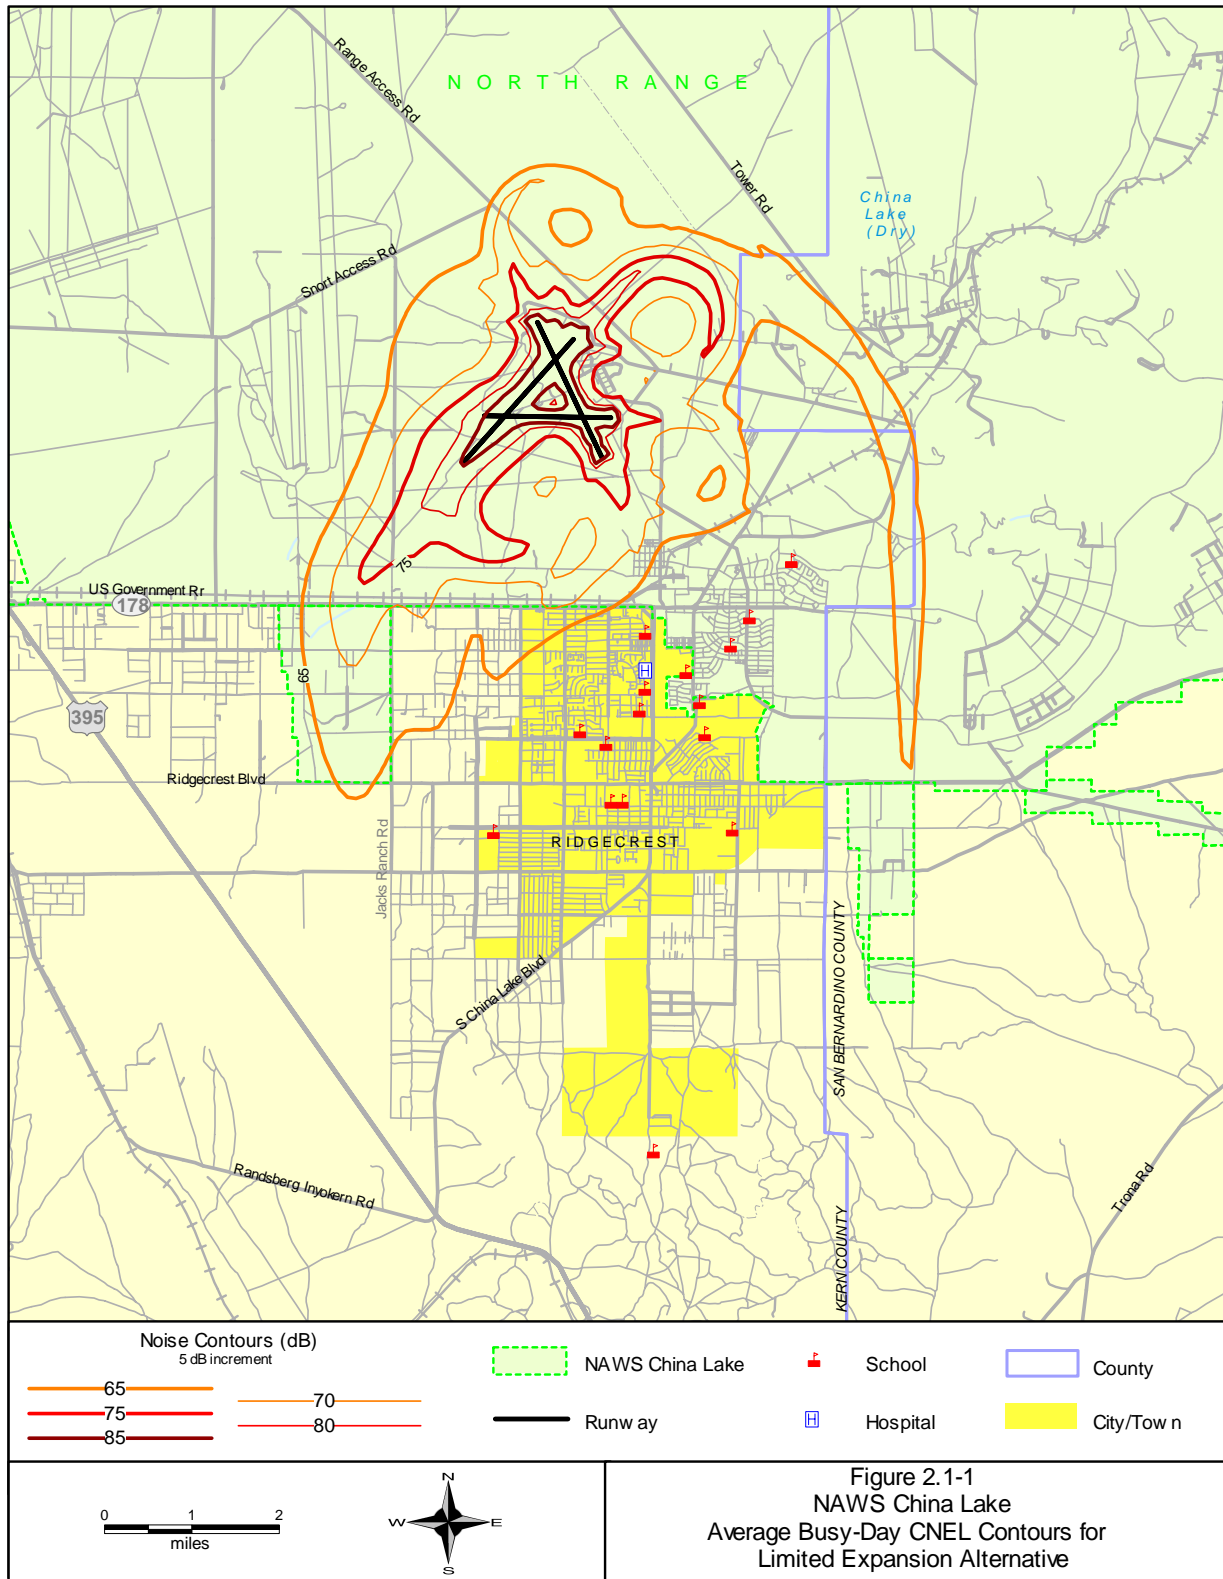 Range Access Rd
NORTH RANGE
Tower Rd
China
Lake
(Dry)
Snort Access Rd
75
US Government Rr
178
65
395
Ridgecrest Blvd
Jacks Ranch Rd
RIDGECREST
S China Lake Blvd
SAN BERNARDINO COUNTY
KERN COUNTY
Randsberg Inyokern Rd
Trona Rd
Noise Contours (dB)
5 dB increment
65
75
85
70
80
NAWS China Lake
Runway
School
H Hospital
County
City/Town
0 1 2
miles
N
W E
S
Figure 2.1-1
NAWS China Lake
Average Busy-Day CNEL Contours for
Limited Expansion Alternative